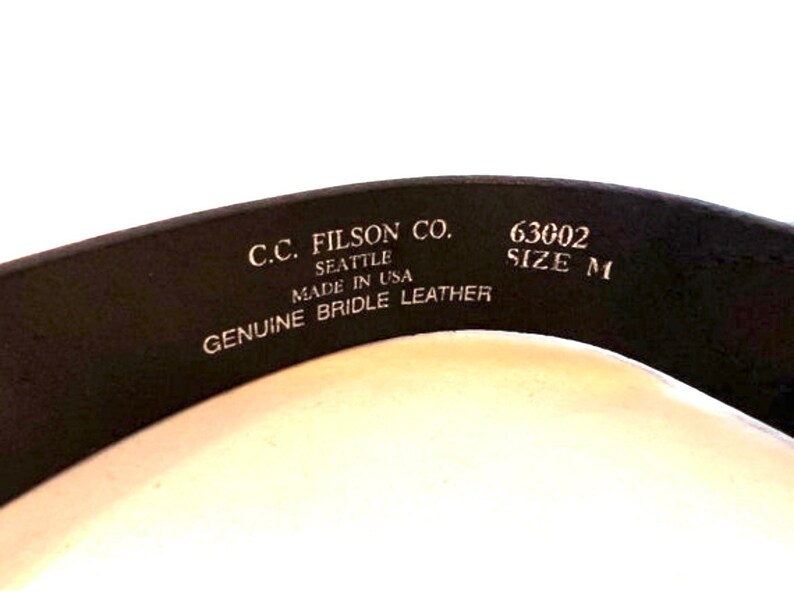 C.C. FILSON CO.
SEATTLE
MADE IN USA
GENUINE BRIDLE LEATHER
63002
SIZE M